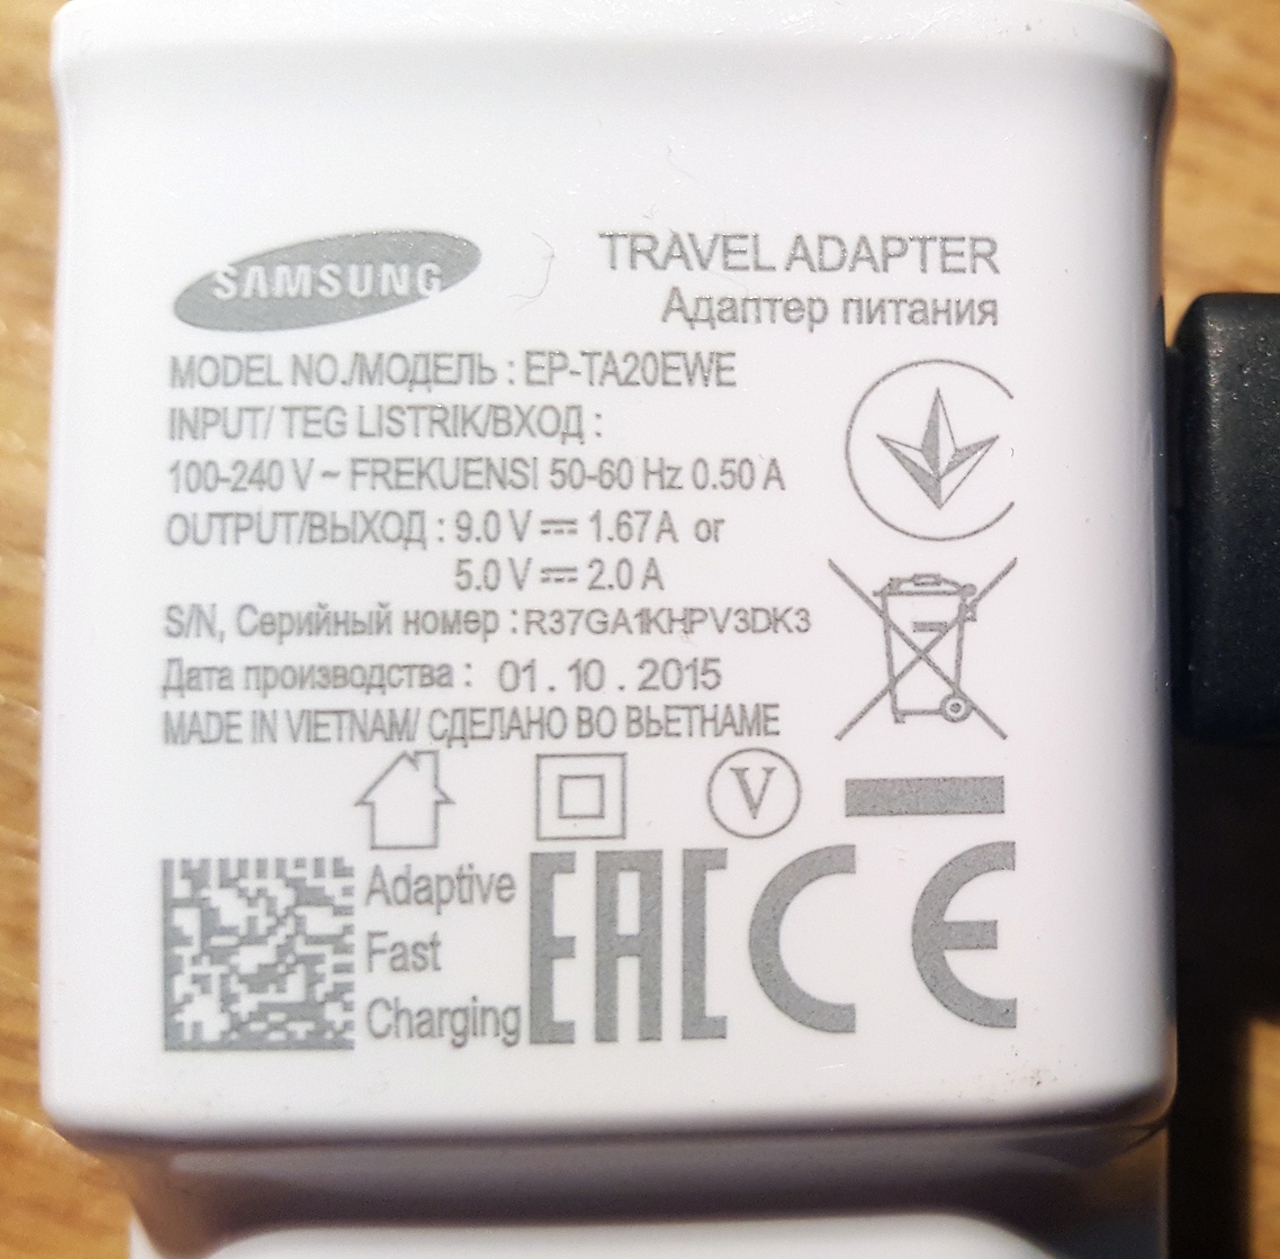 SAMSUNG
TRAVEL ADAPTER
Адаптер питания
MODEL NO./МОДЕЛЬ : EP-TA20EWE
INPUT/ TEG LISTRIK/ВХОД :
100-240 V ~ FREKUENSI 50-60 Hz 0.50 A
OUTPUT/ВЫХОД : 9.0 V ⎓ 1.67A or
5.0 V ⎓ 2.0 A
S/N, Серийный номер : R37GA1KHPV3DK3
Дата производства : 01 . 10 . 2015
MADE IN VIETNAM/ СДЕЛАНО ВО ВЬЕТНАМЕ
V
Adaptive
Fast
Charging
EAC CE